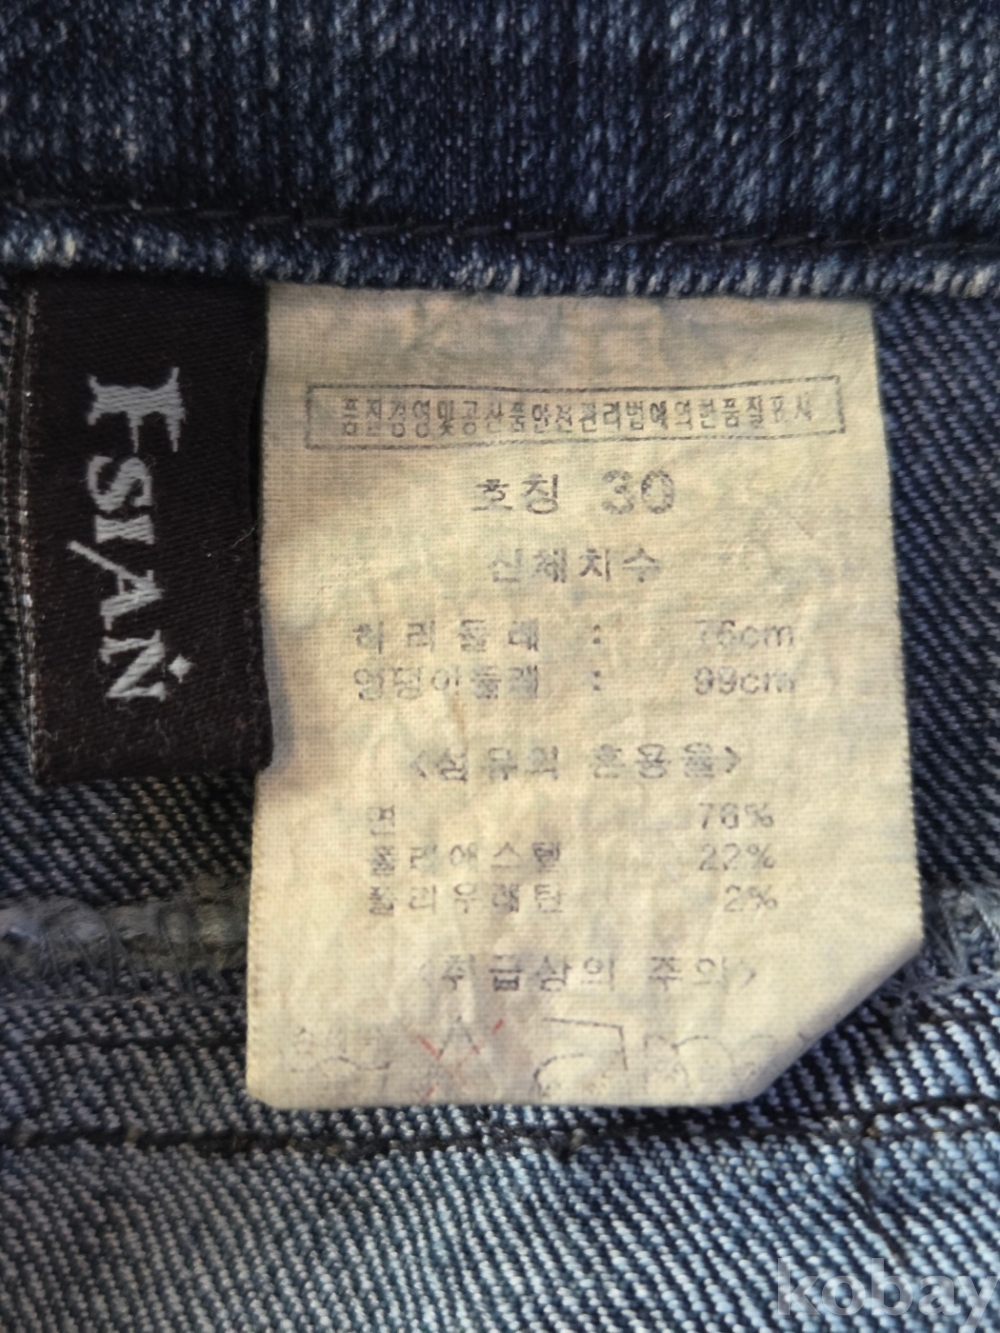 F-SIAN
품질경영및공산품안전관리법에의한품질표시
호칭 30
신체치수
허리둘레 : 76cm
엉덩이둘레 : 99cm
<섬유의 혼용율>
면 76%
폴리에스텔 22%
폴리우레탄 2%
<취급상의 주의>
kobay